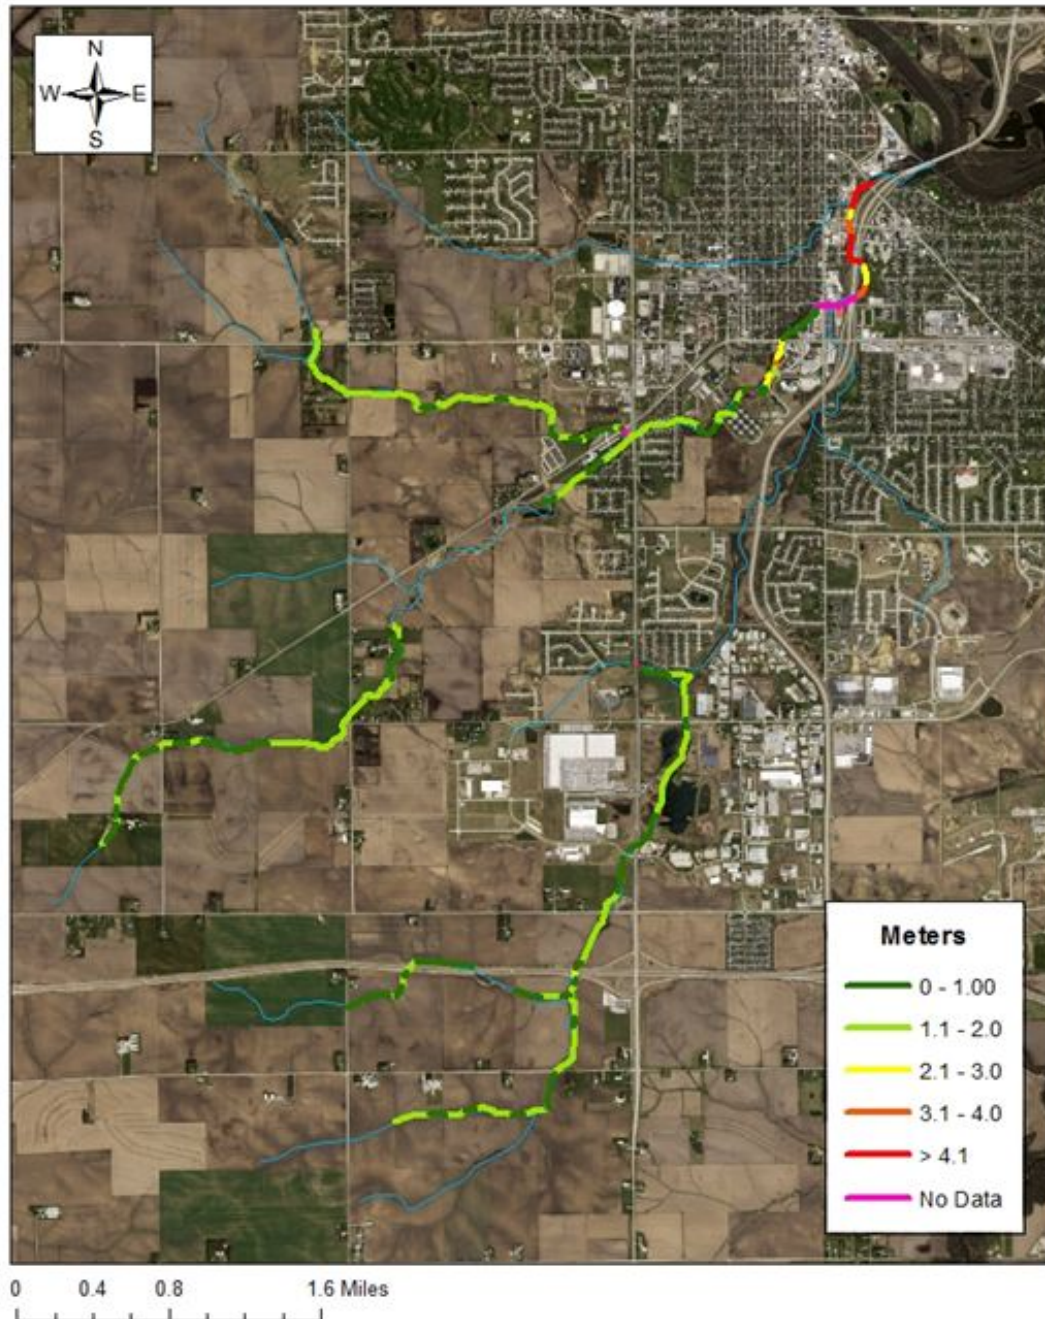 N
W E
S
Meters
0 - 1.00
1.1 - 2.0
2.1 - 3.0
3.1 - 4.0
> 4.1
No Data
0 0.4 0.8 1.6 Miles